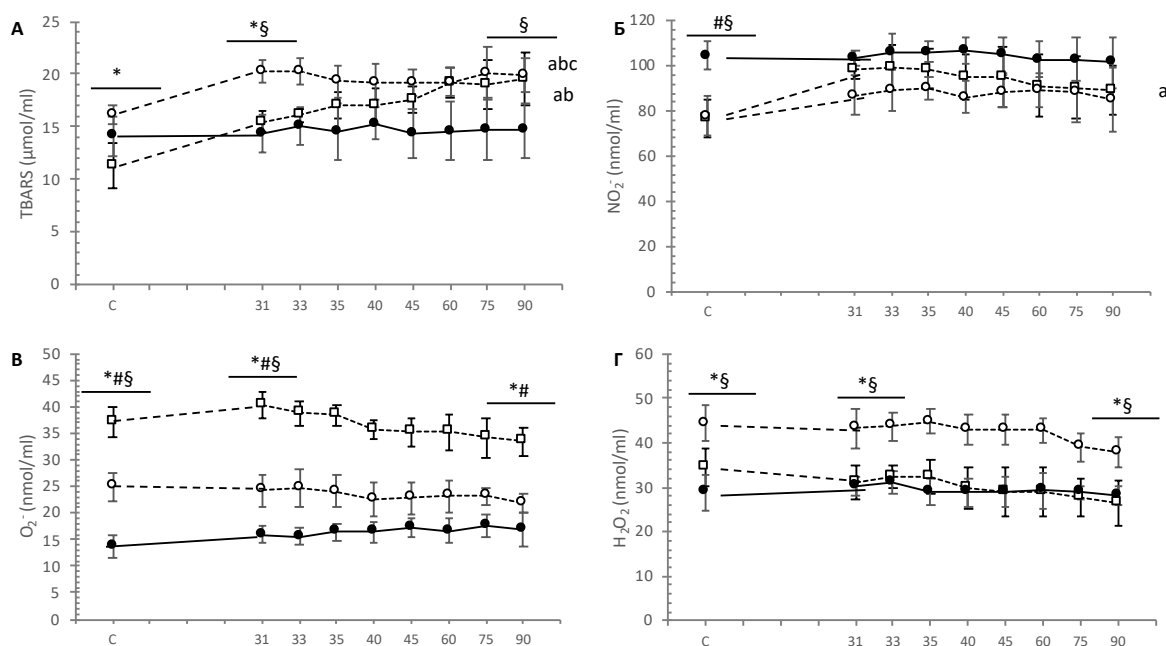 А
*
*§
§
abc
ab
TBARS (µmol/ml)
25
20
15
10
5
0
C 31 33 35 40 45 60 75 90
Б
#§
a
NO₂⁻ (nmol/ml)
120
100
80
60
40
20
0
C 31 33 35 40 45 60 75 90
В
*#§
*#§
*#
O₂⁻ (nmol/ml)
50
45
40
35
30
25
20
15
10
5
0
C 31 33 35 40 45 60 75 90
Г
*§
*§
*§
H₂O₂ (nmol/ml)
60
50
40
30
20
10
0
C 31 33 35 40 45 60 75 90